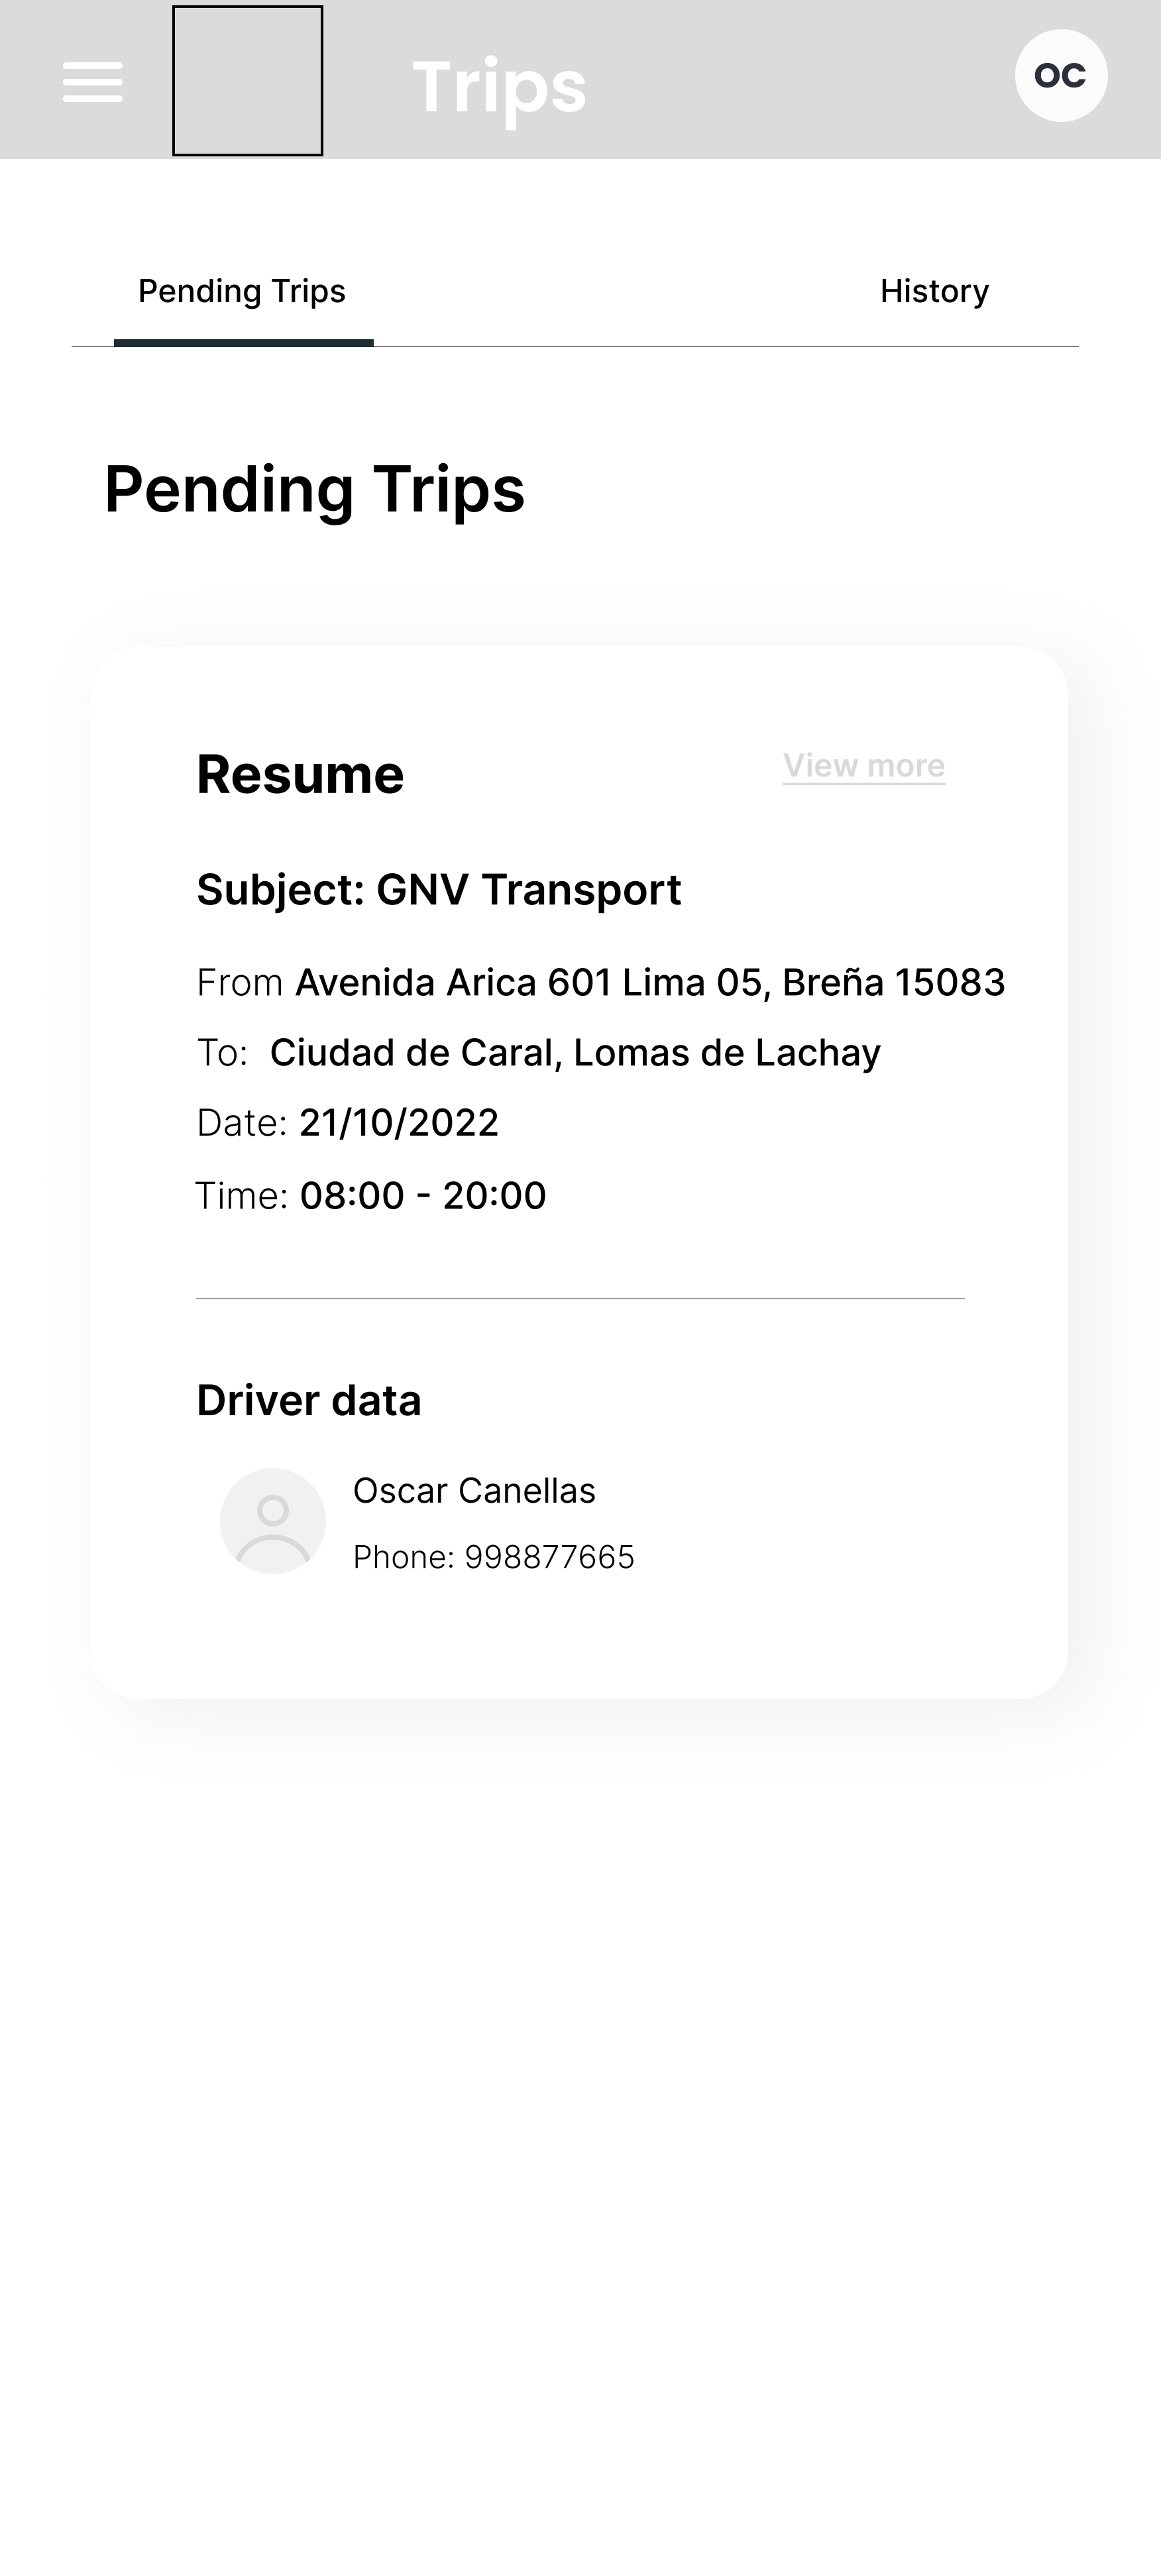 Trips
OC
Pending Trips
History
Pending Trips
Resume
View more
Subject: GNV Transport
From Avenida Arica 601 Lima 05, Breña 15083
To: Ciudad de Caral, Lomas de Lachay
Date: 21/10/2022
Time: 08:00 - 20:00
Driver data
Oscar Canellas
Phone: 998877665